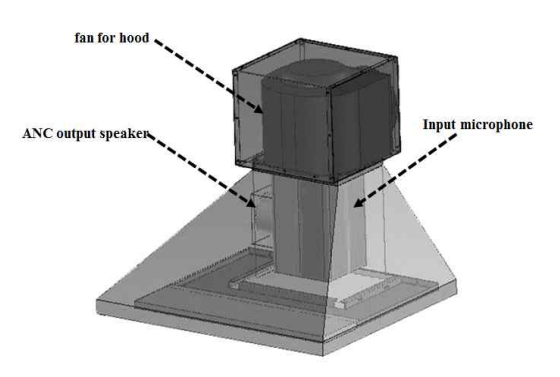 fan for hood
ANC output speaker
Input microphone